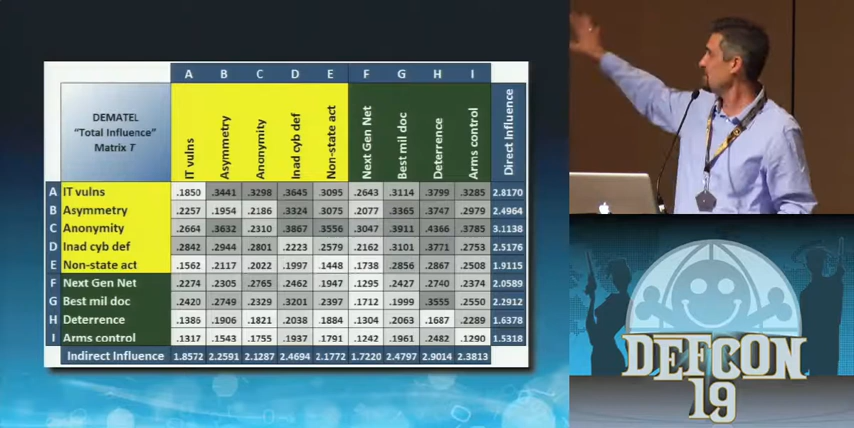 A B C D E F G H I
DEMATEL
"Total Influence"
Matrix T
IT vulns
Asymmetry
Anonymity
Inad cyb def
Non-state act
Next Gen Net
Best mil doc
Deterrence
Arms control
Direct Influence
A IT vulns .1850 .3441 .3298 .3645 .3095 .2643 .3114 .3799 .3285 2.8170
B Asymmetry .2257 .1954 .2186 .3324 .3075 .2077 .3365 .3747 .2979 2.4964
C Anonymity .2664 .3632 .2310 .3867 .3556 .3047 .3911 .4366 .3785 3.1138
D Inad cyb def .2842 .2944 .2801 .2223 .2579 .2162 .3101 .3771 .2753 2.5176
E Non-state act .1562 .2117 .2022 .1997 .1448 .1738 .2856 .2867 .2508 1.9115
F Next Gen Net .2274 .2305 .2765 .2462 .1947 .1295 .2427 .2740 .2374 2.0589
G Best mil doc .2420 .2749 .2329 .3201 .2397 .1712 .1999 .3555 .2550 2.2912
H Deterrence .1386 .1906 .1821 .2038 .1884 .1304 .2063 .1687 .2289 1.6378
I Arms control .1317 .1543 .1755 .1937 .1791 .1242 .1961 .2482 .1290 1.5318
Indirect Influence 1.8572 2.2591 2.1287 2.4694 2.1772 1.7220 2.4797 2.9014 2.3813
DEFCON
19